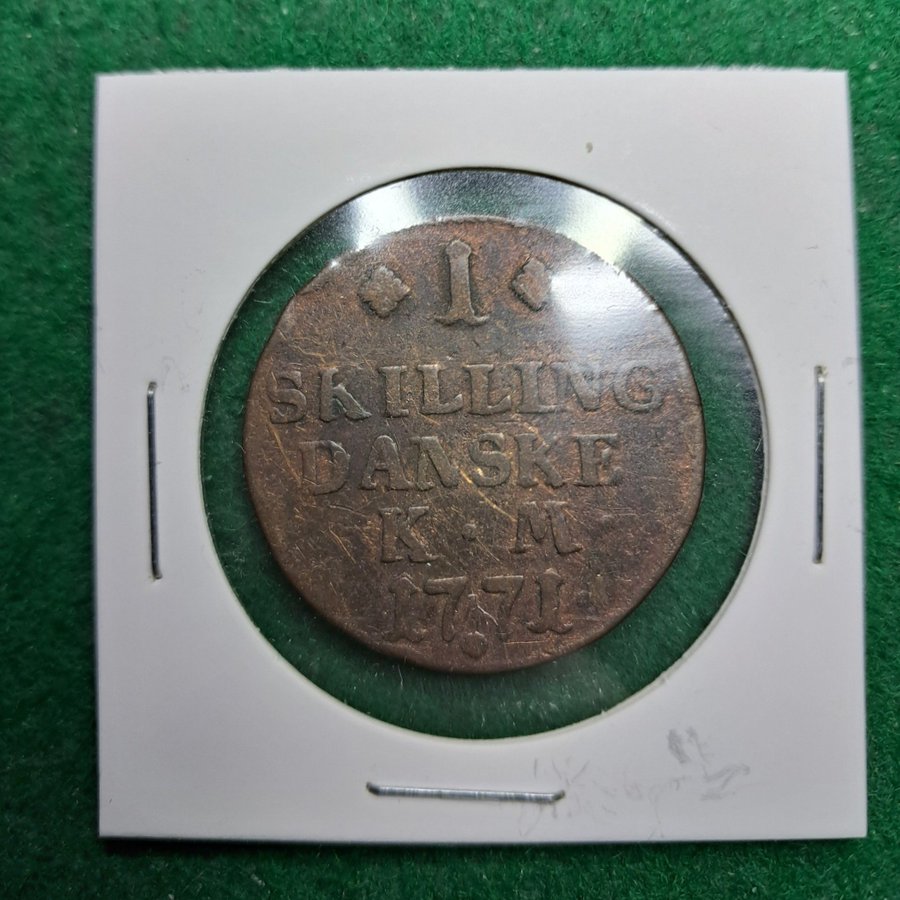 1
SKILLING
DANSKE
K · M ·
1771